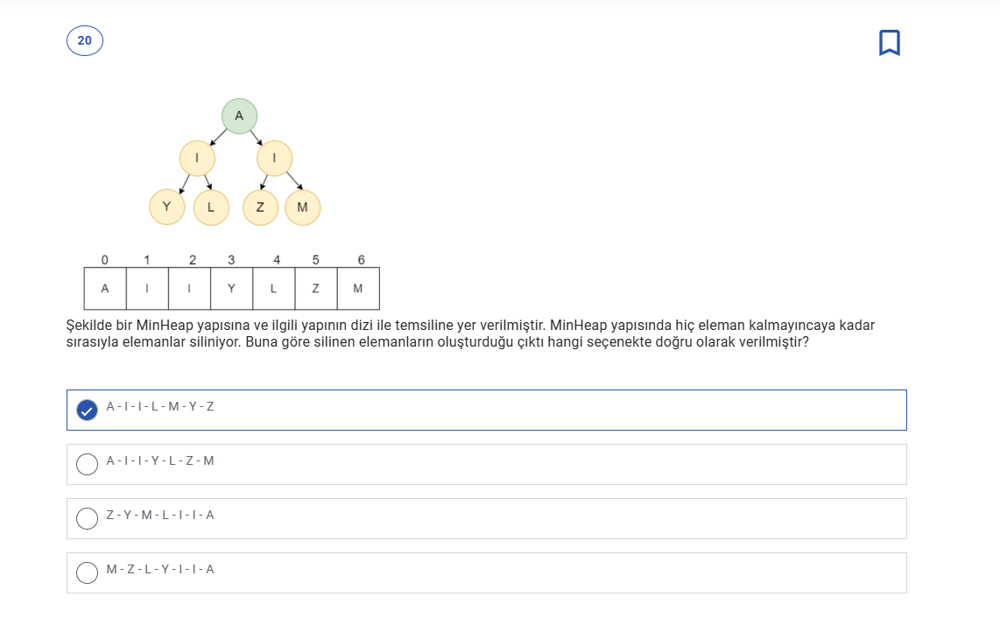 20
A
I I
Y L Z M
0 1 2 3 4 5 6
A I I Y L Z M
Şekilde bir MinHeap yapısına ve ilgili yapının dizi ile temsiline yer verilmiştir. MinHeap yapısında hiç eleman kalmayıncaya kadar
sırasıyla elemanlar siliniyor. Buna göre silinen elemanların oluşturduğu çıktı hangi seçenekte doğru olarak verilmiştir?
A - I - I - L - M - Y - Z
A - I - I - Y - L - Z - M
Z - Y - M - L - I - I - A
M - Z - L - Y - I - I - A